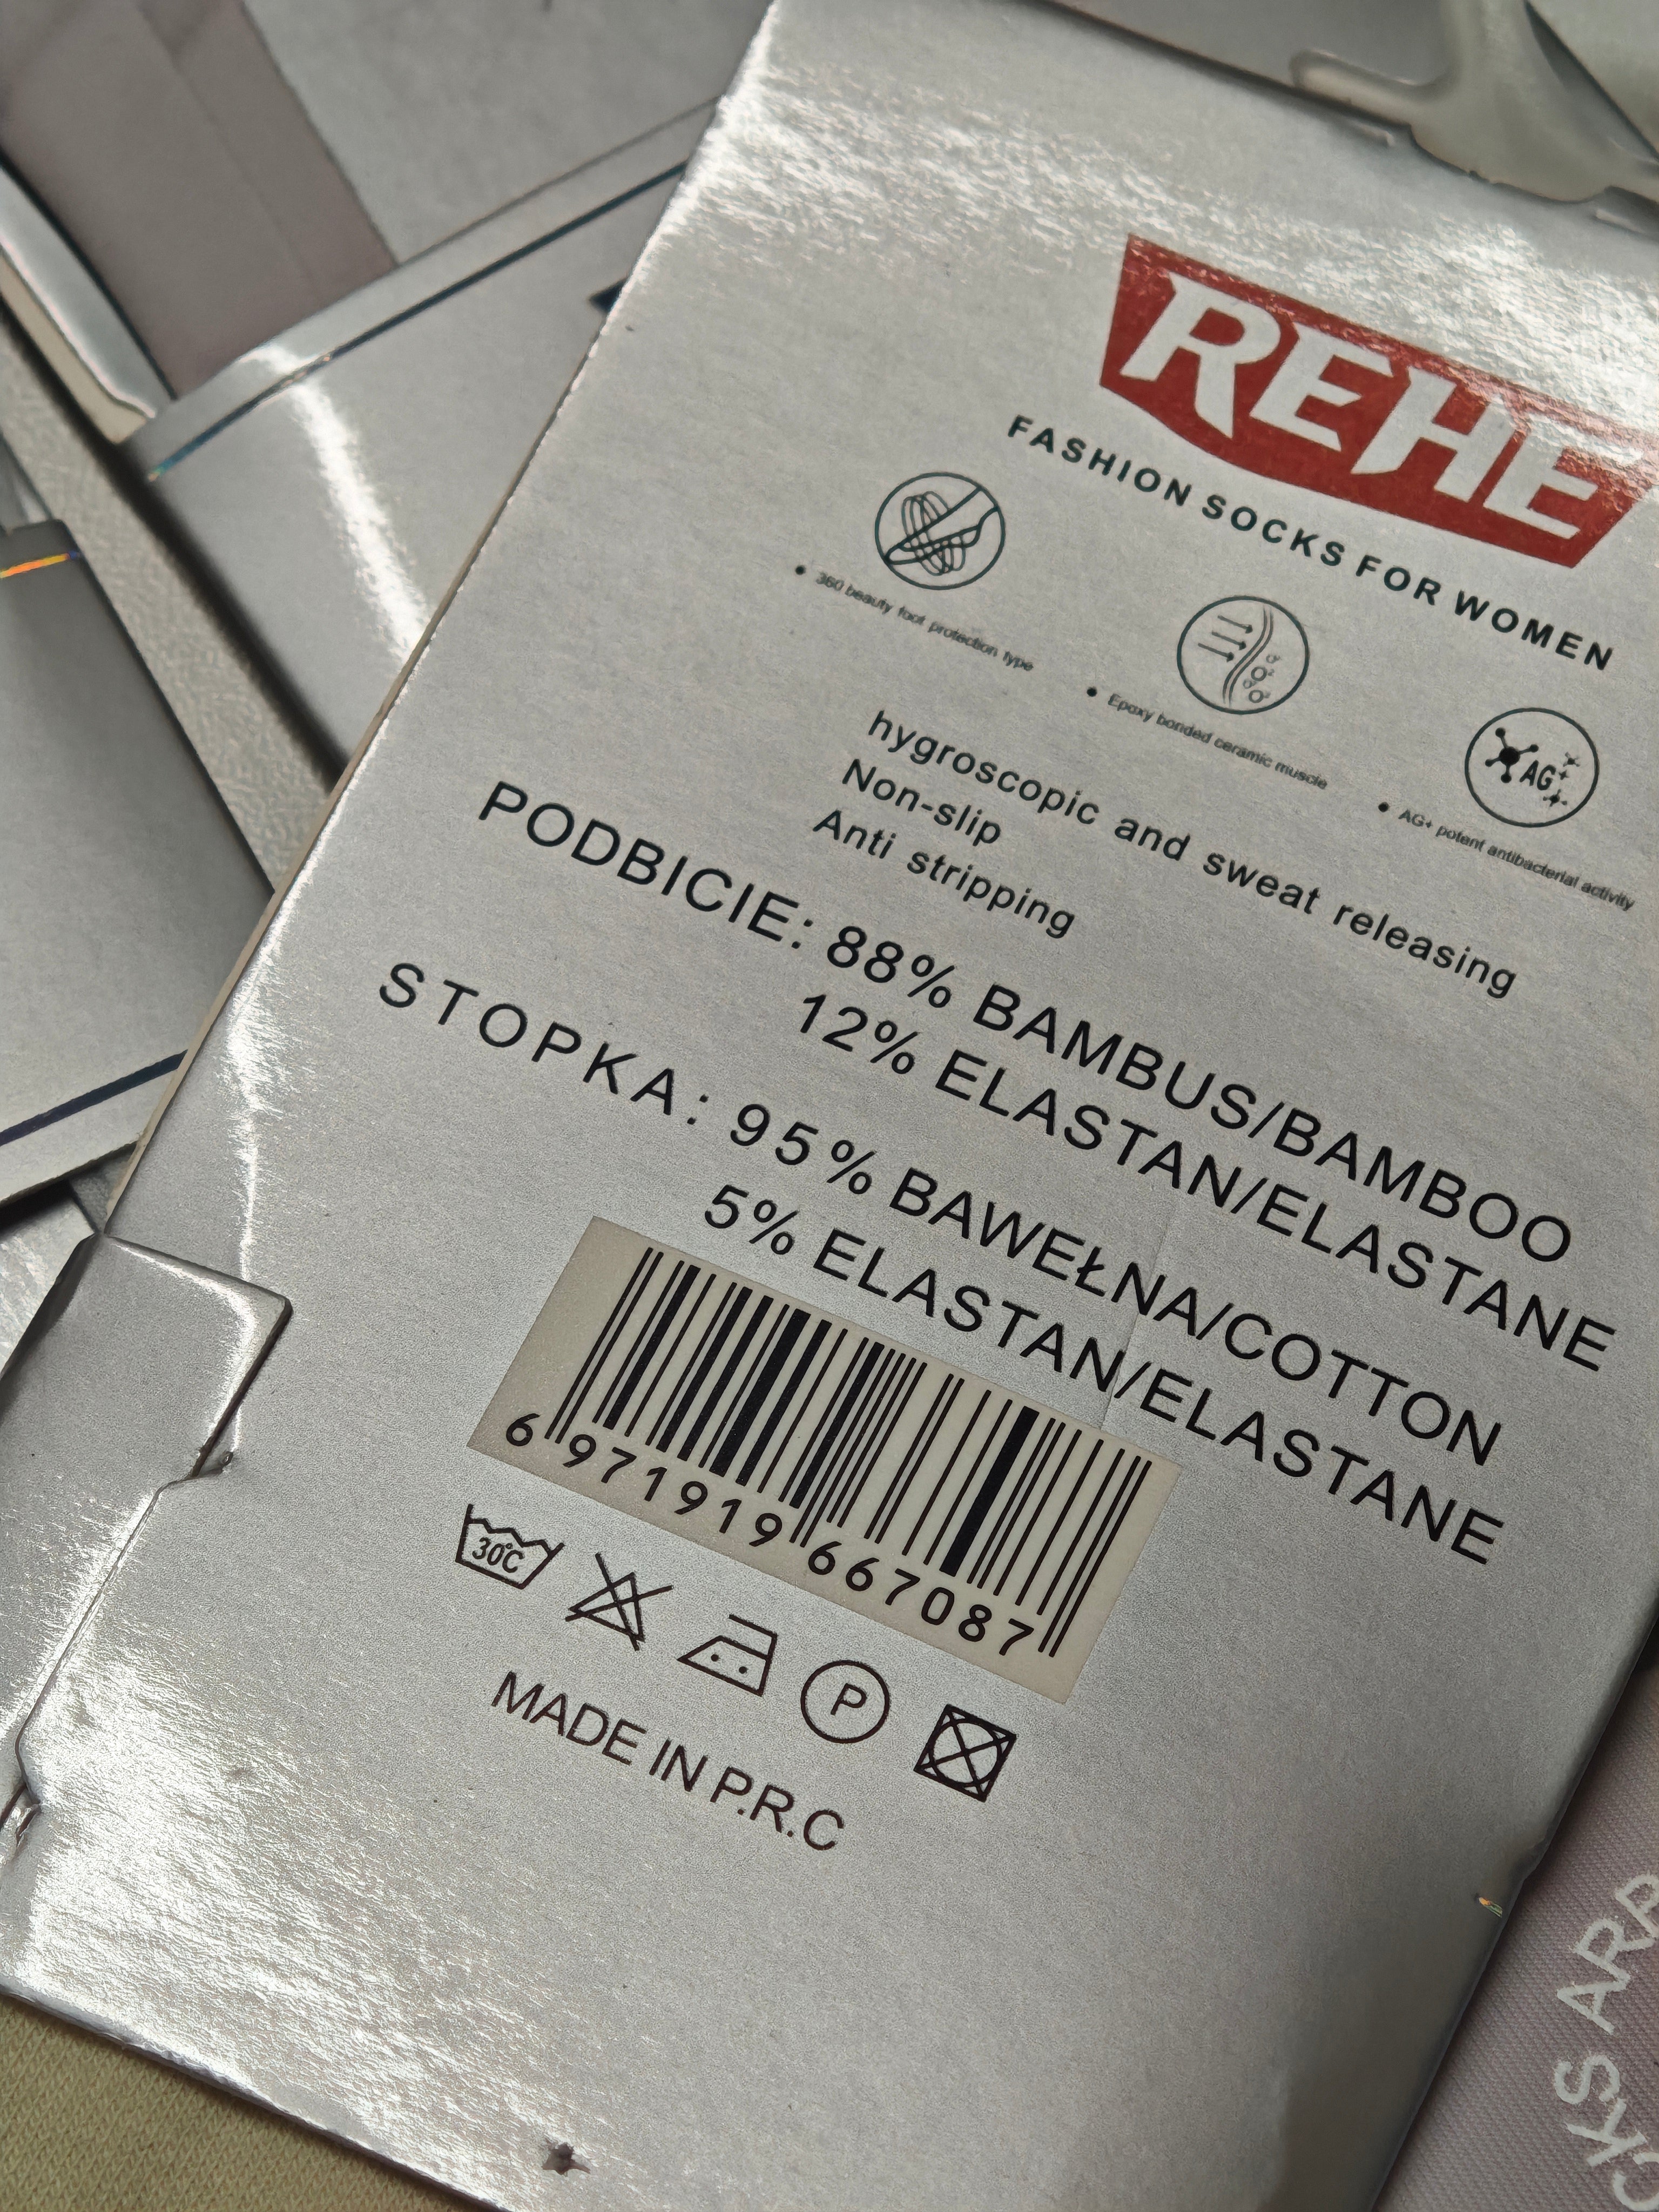 REHE
FASHION SOCKS FOR WOMEN
• 360 beauty foot protection type
• Epoxy bonded ceramic muscle
AG+
• AG+ potent antibacterial activity
hygroscopic and sweat releasing
Non-slip
Anti stripping
PODBICIE: 88% BAMBUS/BAMBOO
12% ELASTAN/ELASTANE
STOPKA: 95% BAWEŁNA/COTTON
5% ELASTAN/ELASTANE
6 971919 667087
30°C
P
MADE IN P.R.C